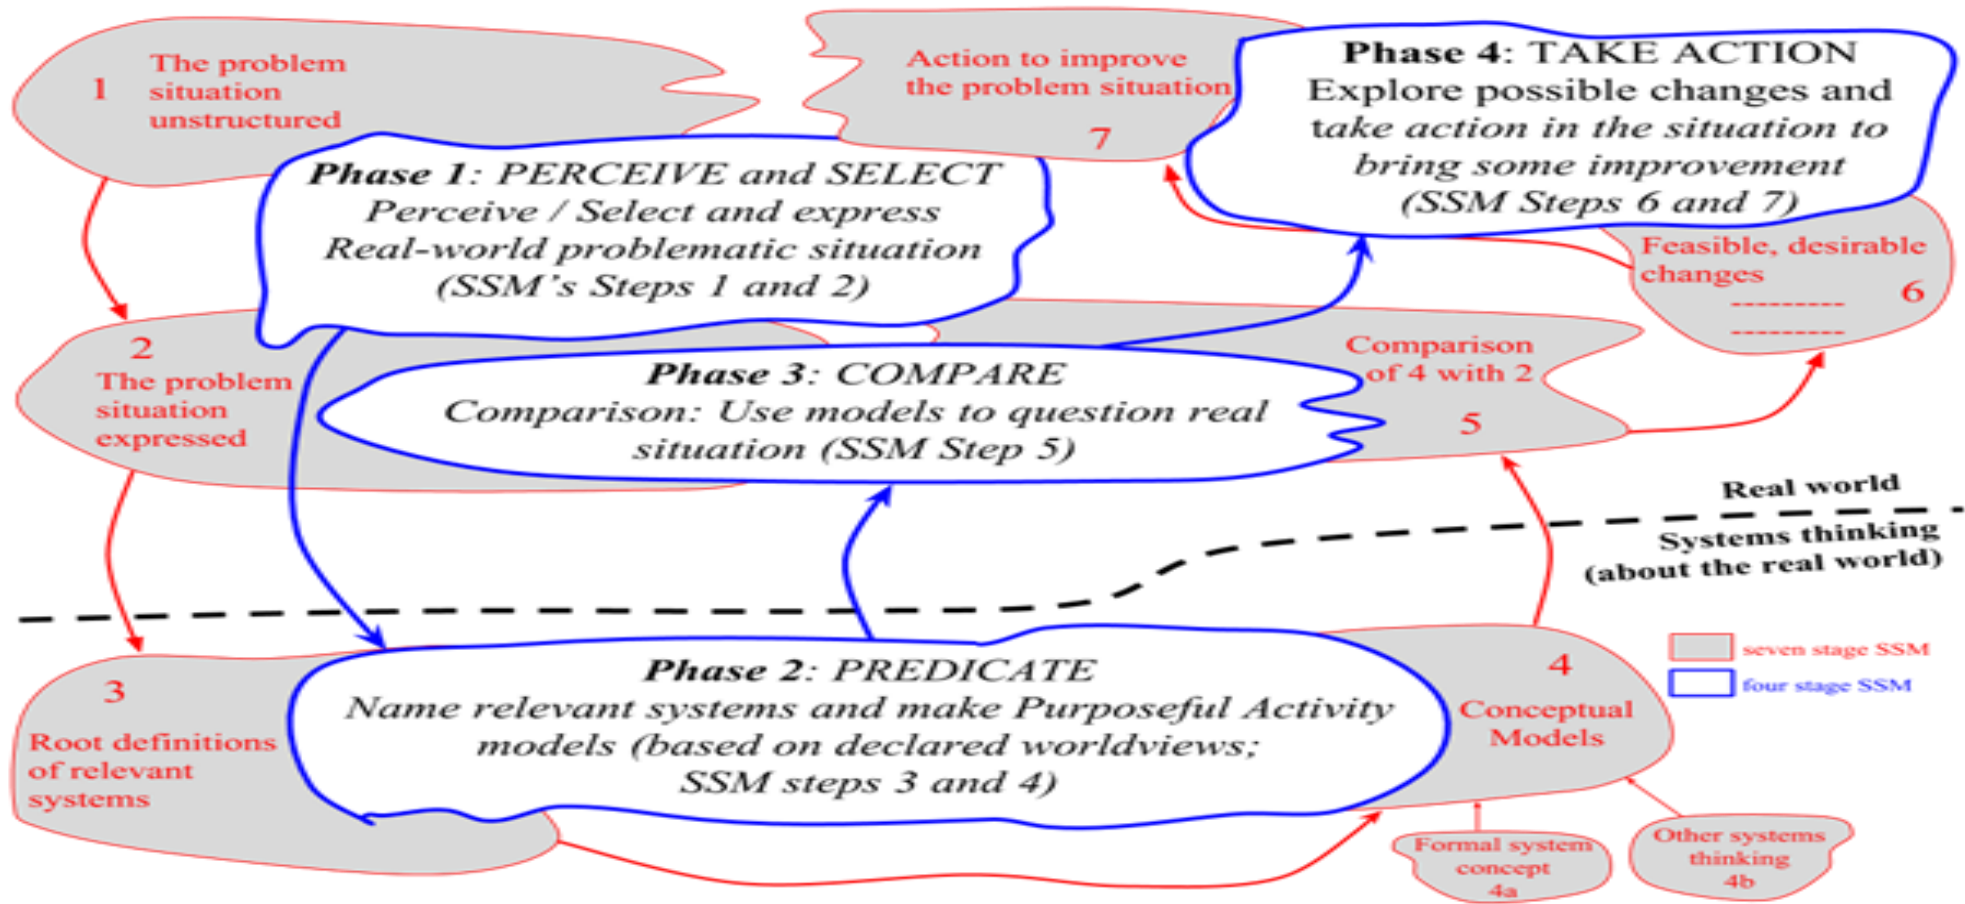 1
The problem
situation
unstructured
Action to improve
the problem situation
7
Phase 4: TAKE ACTION
Explore possible changes and
take action in the situation to
bring some improvement
(SSM Steps 6 and 7)
Phase 1: PERCEIVE and SELECT
Perceive / Select and express
Real-world problematic situation
(SSM's Steps 1 and 2)
Feasible, desirable
changes
6
---------
---------
2
The problem
situation
expressed
Phase 3: COMPARE
Comparison: Use models to question real
situation (SSM Step 5)
Comparison
of 4 with 2
5
Real world
Systems thinking
(about the real world)
3
Root definitions
of relevant
systems
Phase 2: PREDICATE
Name relevant systems and make Purposeful Activity
models (based on declared worldviews;
SSM steps 3 and 4)
4
Conceptual
Models
seven stage SSM
four stage SSM
Formal system
concept
4a
Other systems
thinking
4b